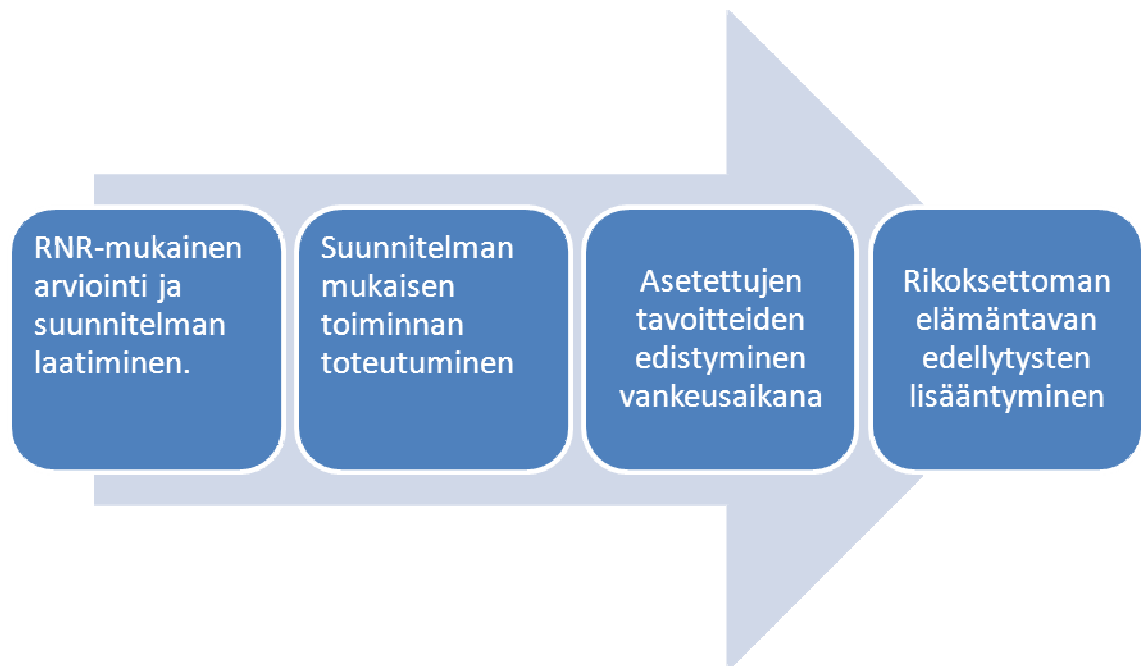 RNR-mukainen
arviointi ja
suunnitelman
laatiminen.
Suunnitelman
mukaisen
toiminnan
toteutuminen
Asetettujen
tavoitteiden
edistyminen
vankeusaikana
Rikoksettoman
elämäntavan
edellytysten
lisääntyminen